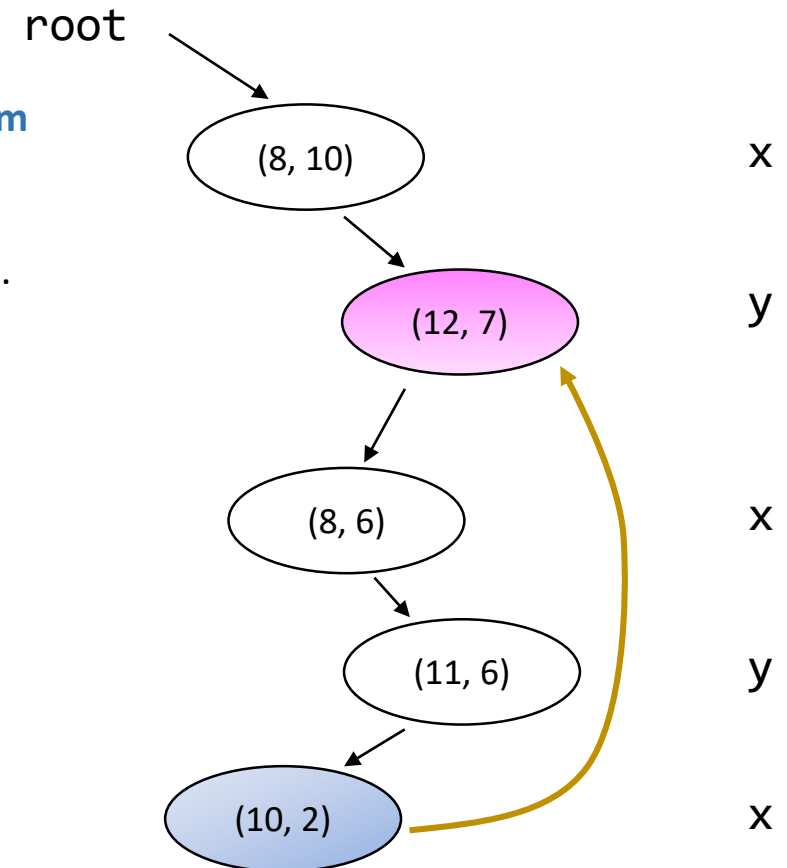 root
m
(8, 10)
x
.
(12, 7)
y
(8, 6)
x
(11, 6)
y
(10, 2)
x